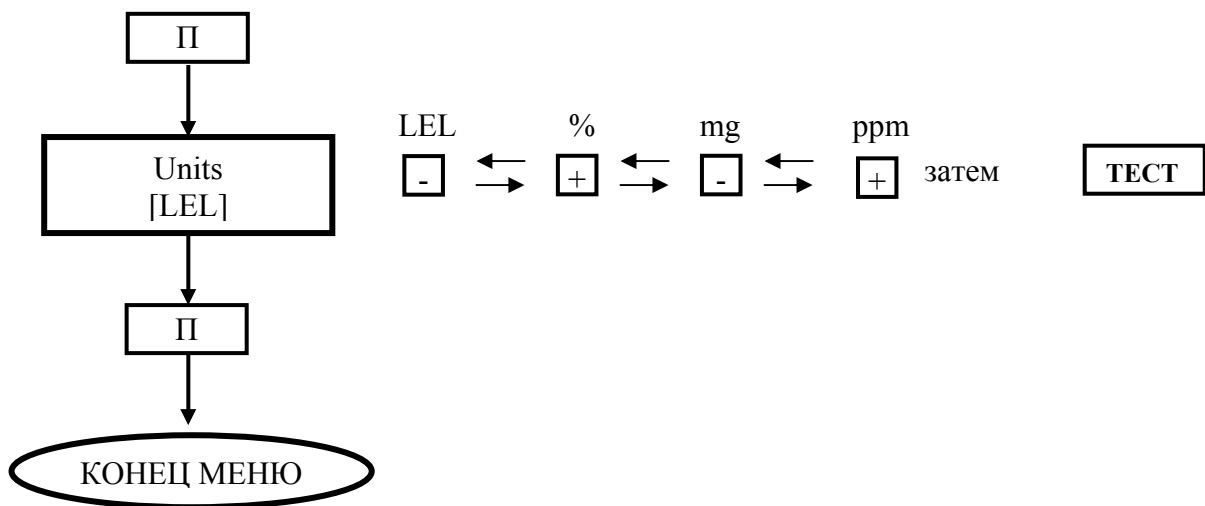 П
LEL % mg ppm
Units
[LEL]
- + - + затем ТЕСТ
П
КОНЕЦ МЕНЮ